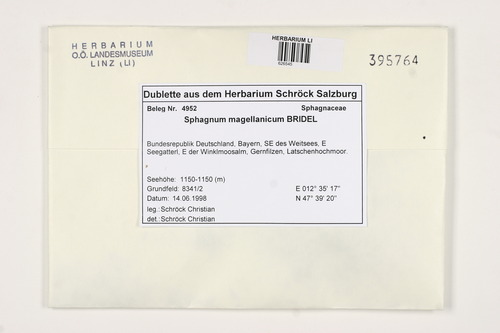 HERBARIUM
O.Ö. LANDESMUSEUM
LINZ (LI)
HERBARIUM LI
395764
Dublette aus dem Herbarium Schröck Salzburg
Beleg Nr. 4952 Sphagnaceae
Sphagnum magellanicum BRIDEL
Bundesrepublik Deutschland, Bayern, SE des Weitsees, E
Seegatterl, E der Winklmoosalm, Gernfilzen, Latschenhochmoor.
Seehöhe: 1150-1150 (m)
Grundfeld: 8341/2 E 012° 35' 17"
Datum: 14.06.1998 N 47° 39' 20"
leg.:Schröck Christian
det.:Schröck Christian